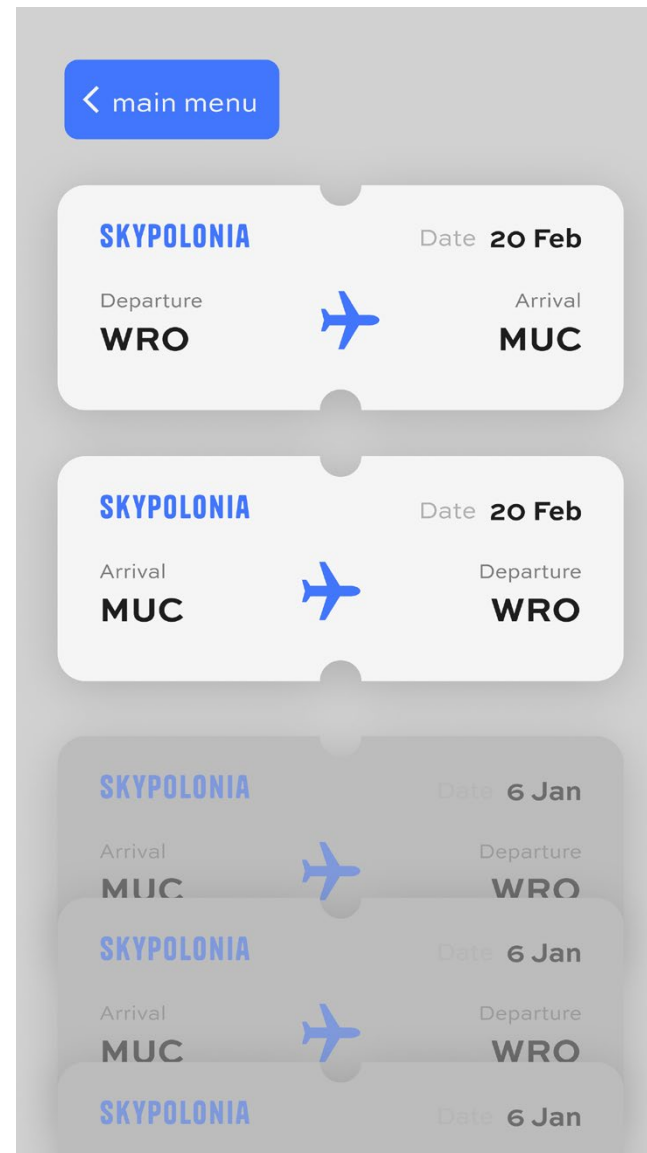 main menu
SKYPOLONIA Date 20 Feb
Departure Arrival
WRO MUC
SKYPOLONIA Date 20 Feb
Arrival Departure
MUC WRO
SKYPOLONIA Date 6 Jan
Arrival Departure
MUC WRO
SKYPOLONIA Date 6 Jan
Arrival Departure
MUC WRO
SKYPOLONIA Date 6 Jan